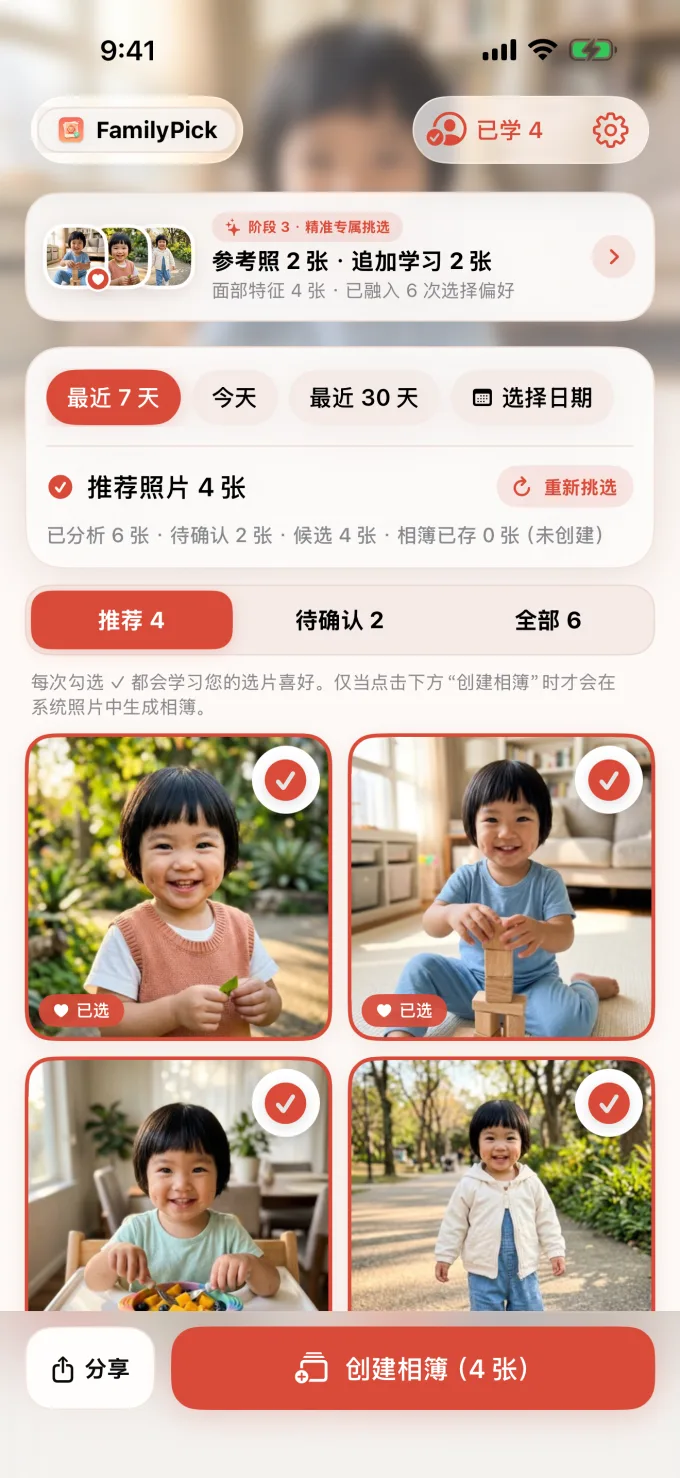 9:41
FamilyPick
已学 4
阶段 3 · 精准专属挑选
参考照 2 张 · 追加学习 2 张
面部特征 4 张 · 已融入 6 次选择偏好
最近 7 天
今天
最近 30 天
选择日期
推荐照片 4 张
重新挑选
已分析 6 张 · 待确认 2 张 · 候选 4 张 · 相簿已存 0 张（未创建）
推荐 4
待确认 2
全部 6
每次勾选 ✓ 都会学习您的选片喜好。仅当点击下方“创建相簿”时才会在
系统照片中生成相簿。
已选
已选
分享
创建相簿（4 张）